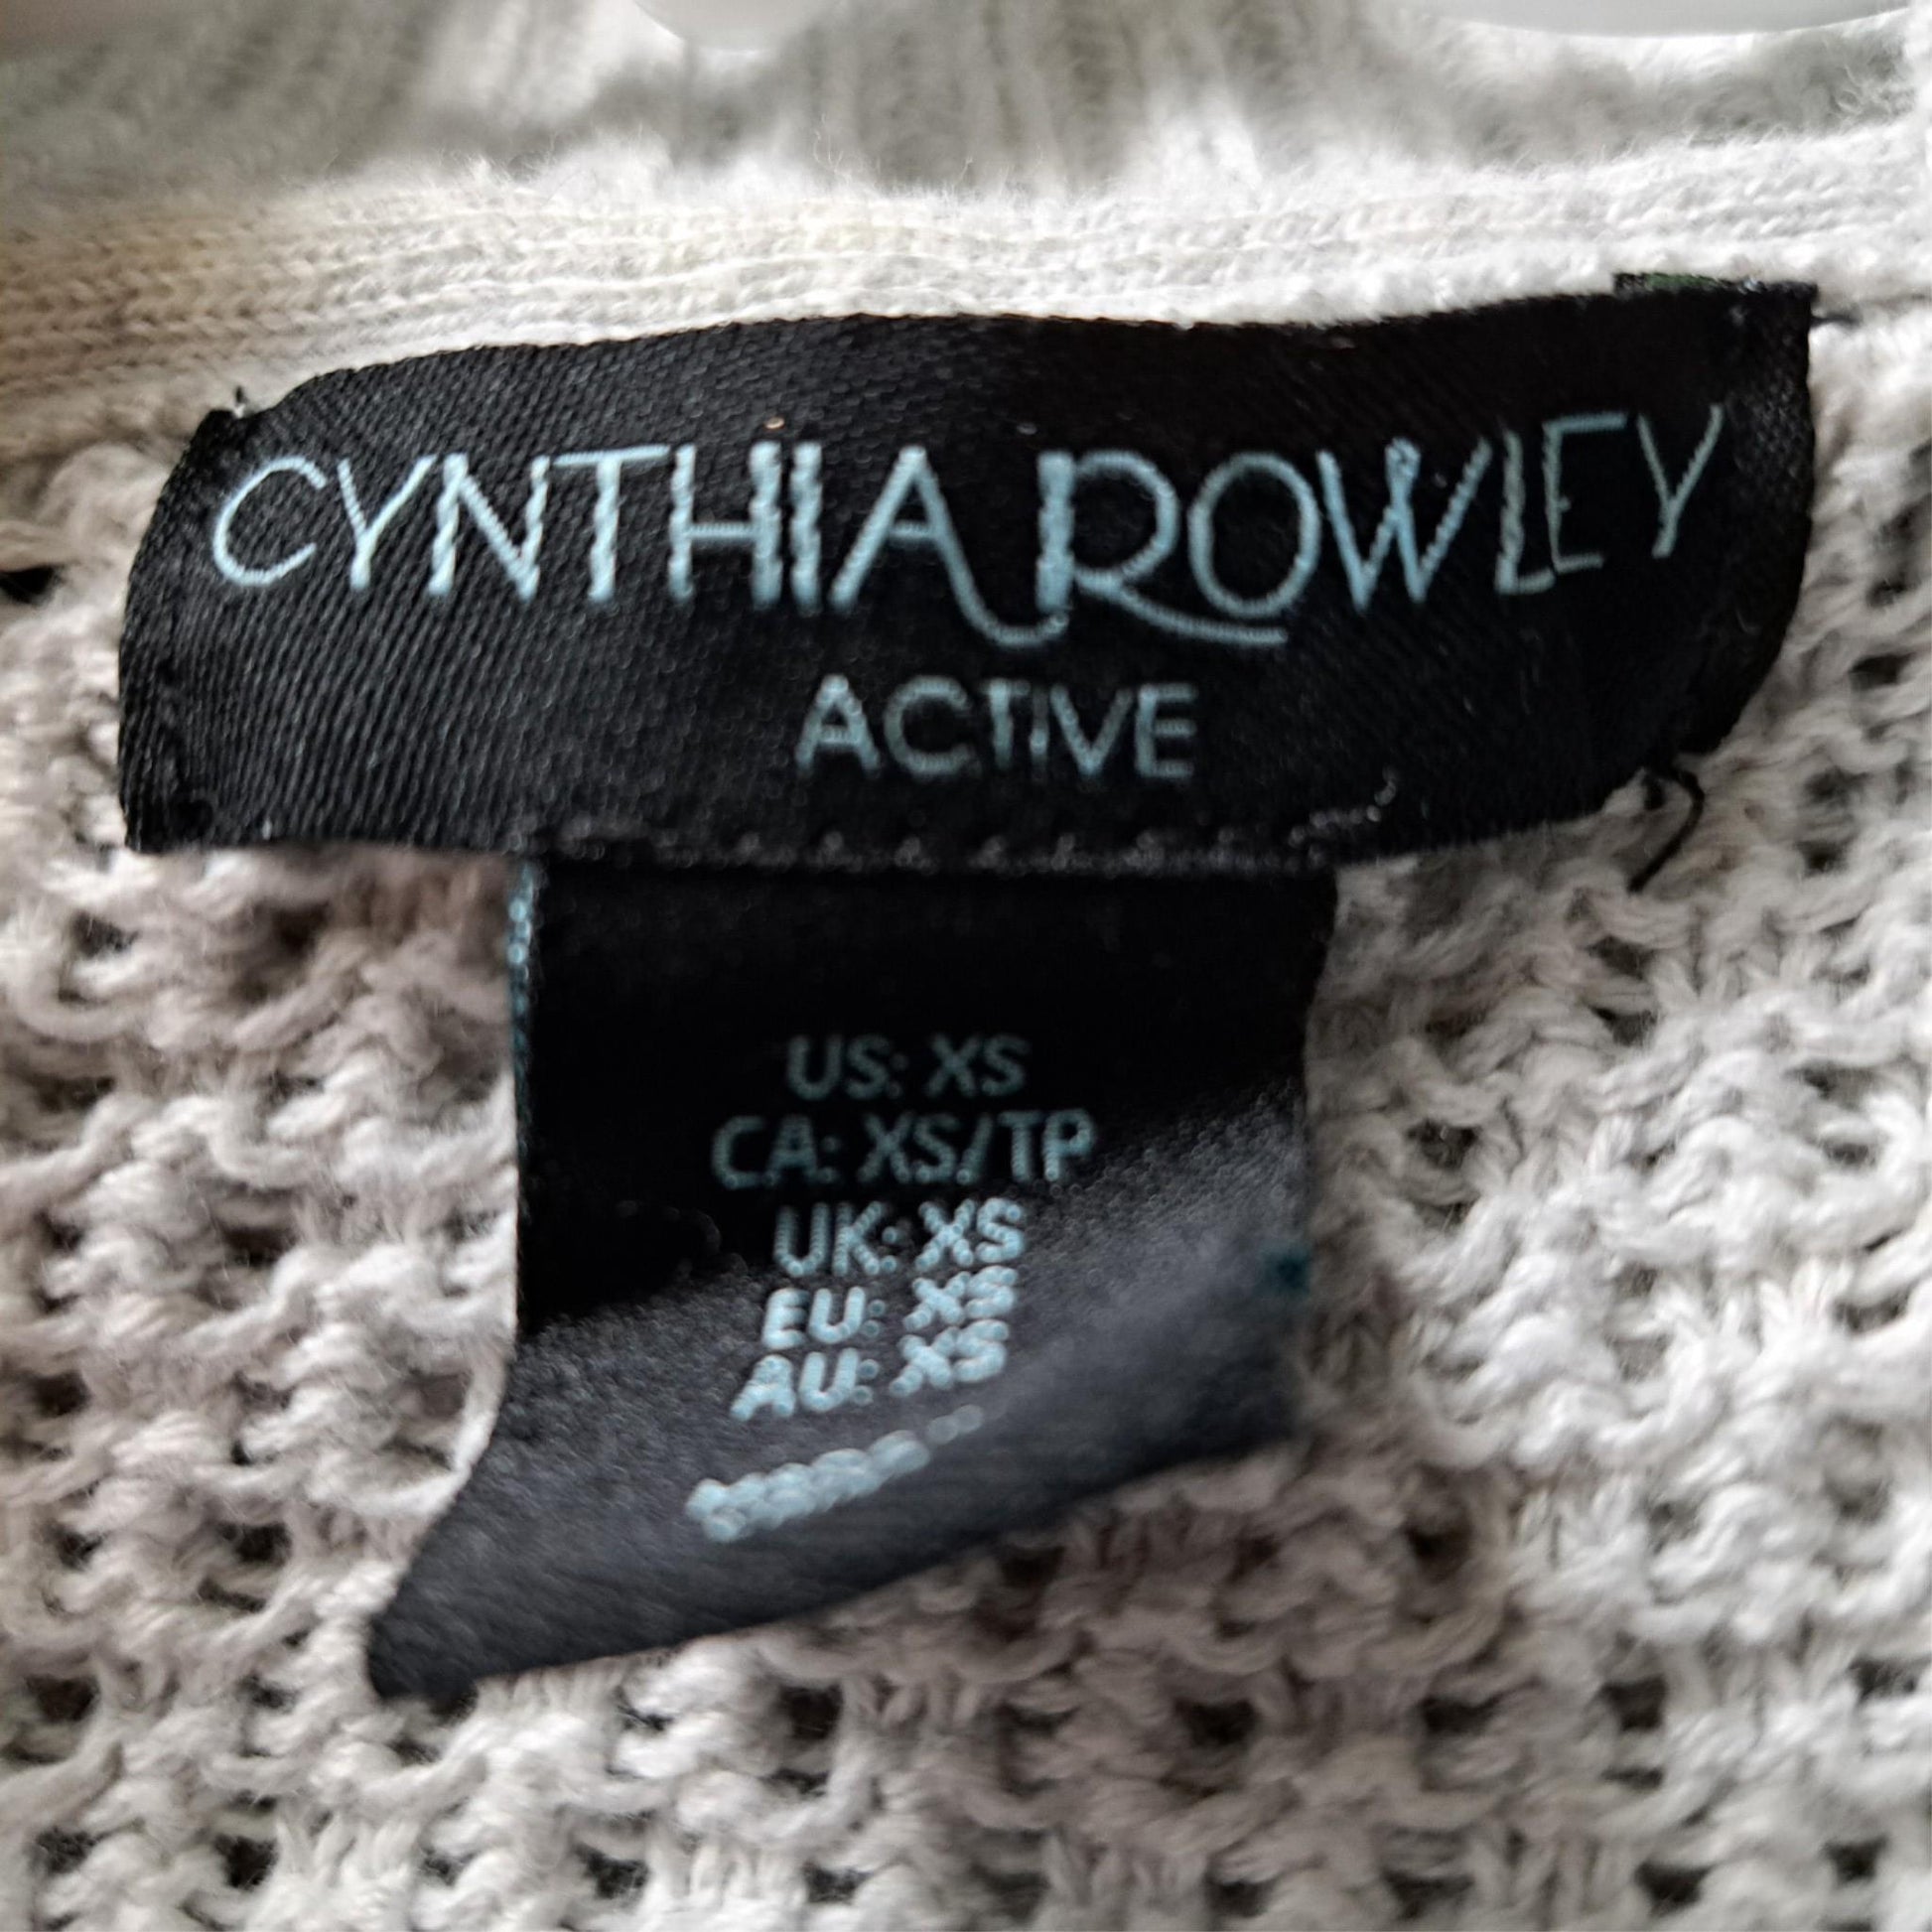 CYNTHIA ROWLEY
ACTIVE
US: XS
CA: XS/TP
UK: XS
EU: XS
AU: XS